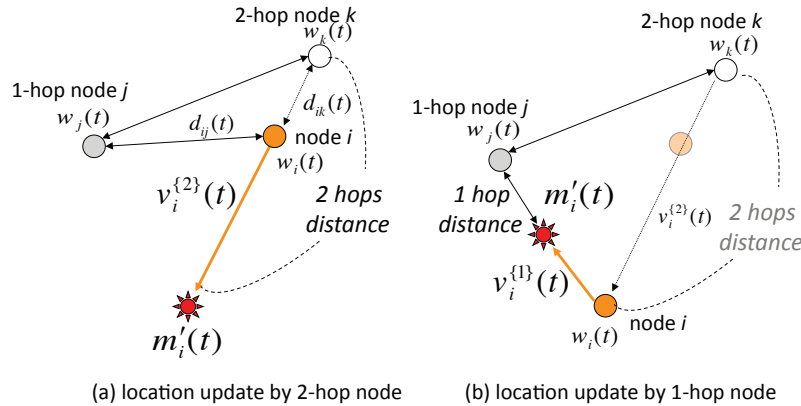 2-hop node k
w_k(t)
1-hop node j
w_j(t)
d_ij(t)
d_ik(t)
node i
w_i(t)
v_i^{2}(t)
2 hops
distance
m′_i(t)
(a) location update by 2-hop node
2-hop node k
w_k(t)
1-hop node j
w_j(t)
1 hop
distance
m′_i(t)
v_i^{2}(t)
2 hops
distance
v_i^{1}(t)
node i
w_i(t)
(b) location update by 1-hop node